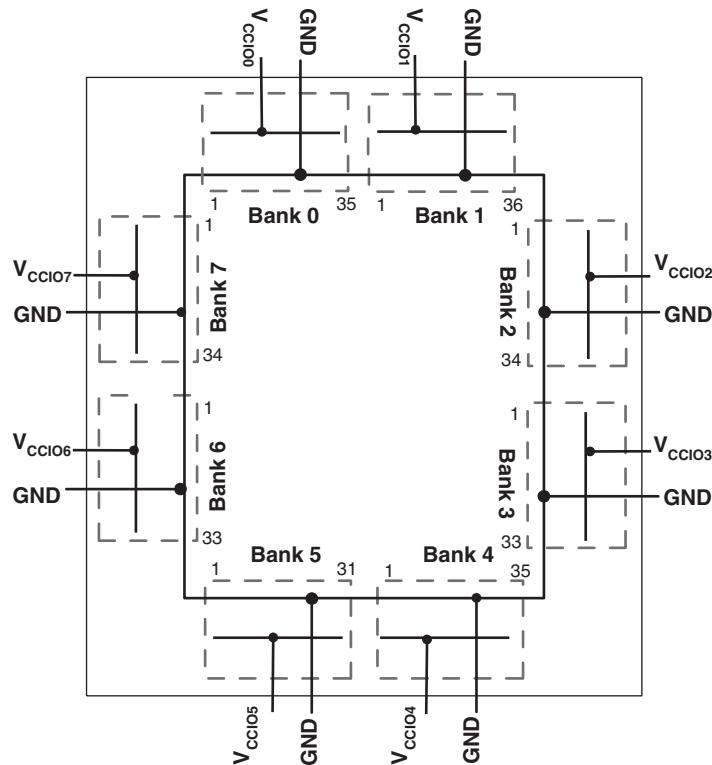 VCCIO0
GND
VCCIO1
GND
1
35
1
36
Bank 0
Bank 1
1
1
VCCIO7
Bank 7
Bank 2
VCCIO2
GND
GND
34
34
1
1
VCCIO6
Bank 6
Bank 3
VCCIO3
GND
GND
33
33
Bank 5
Bank 4
1
31
1
35
VCCIO5
GND
VCCIO4
GND